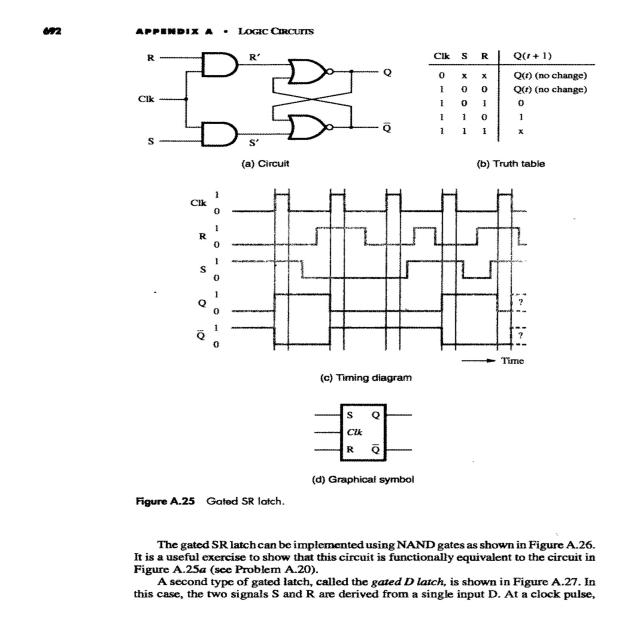 692
APPENDIX A • LOGIC CIRCUITS
R R′ Q
Clk
S S′ Q̅
(a) Circuit
Clk S R Q(t + 1)
0 x x Q(t) (no change)
1 0 0 Q(t) (no change)
1 0 1 0
1 1 0 1
1 1 1 x
(b) Truth table
Clk 1
0
R 1
0
S 1
0
Q 1
0 ?
Q̅ 1
0 ?
Time
(c) Timing diagram
S Q
Clk
R Q̅
(d) Graphical symbol
Figure A.25 Gated SR latch.
The gated SR latch can be implemented using NAND gates as shown in Figure A.26.
It is a useful exercise to show that this circuit is functionally equivalent to the circuit in
Figure A.25a (see Problem A.20).
A second type of gated latch, called the gated D latch, is shown in Figure A.27. In
this case, the two signals S and R are derived from a single input D. At a clock pulse,